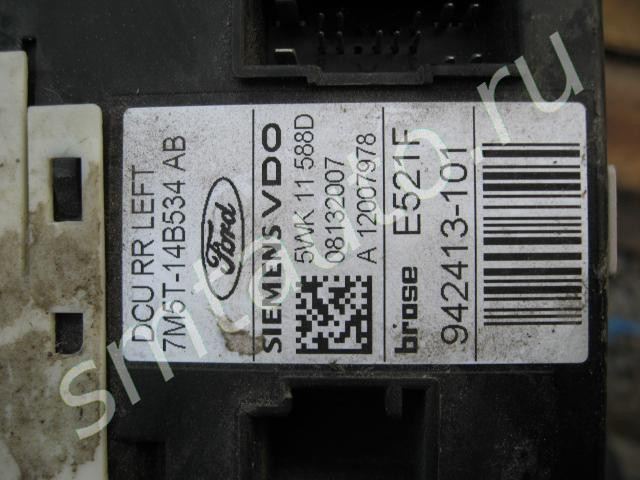 DCU RR LEFT
7M5T-14B534 AB
Ford
SIEMENS VDO
5WK 11 588D
08132007
A 12007978
brose E521F
942413-101
smtauto.ru